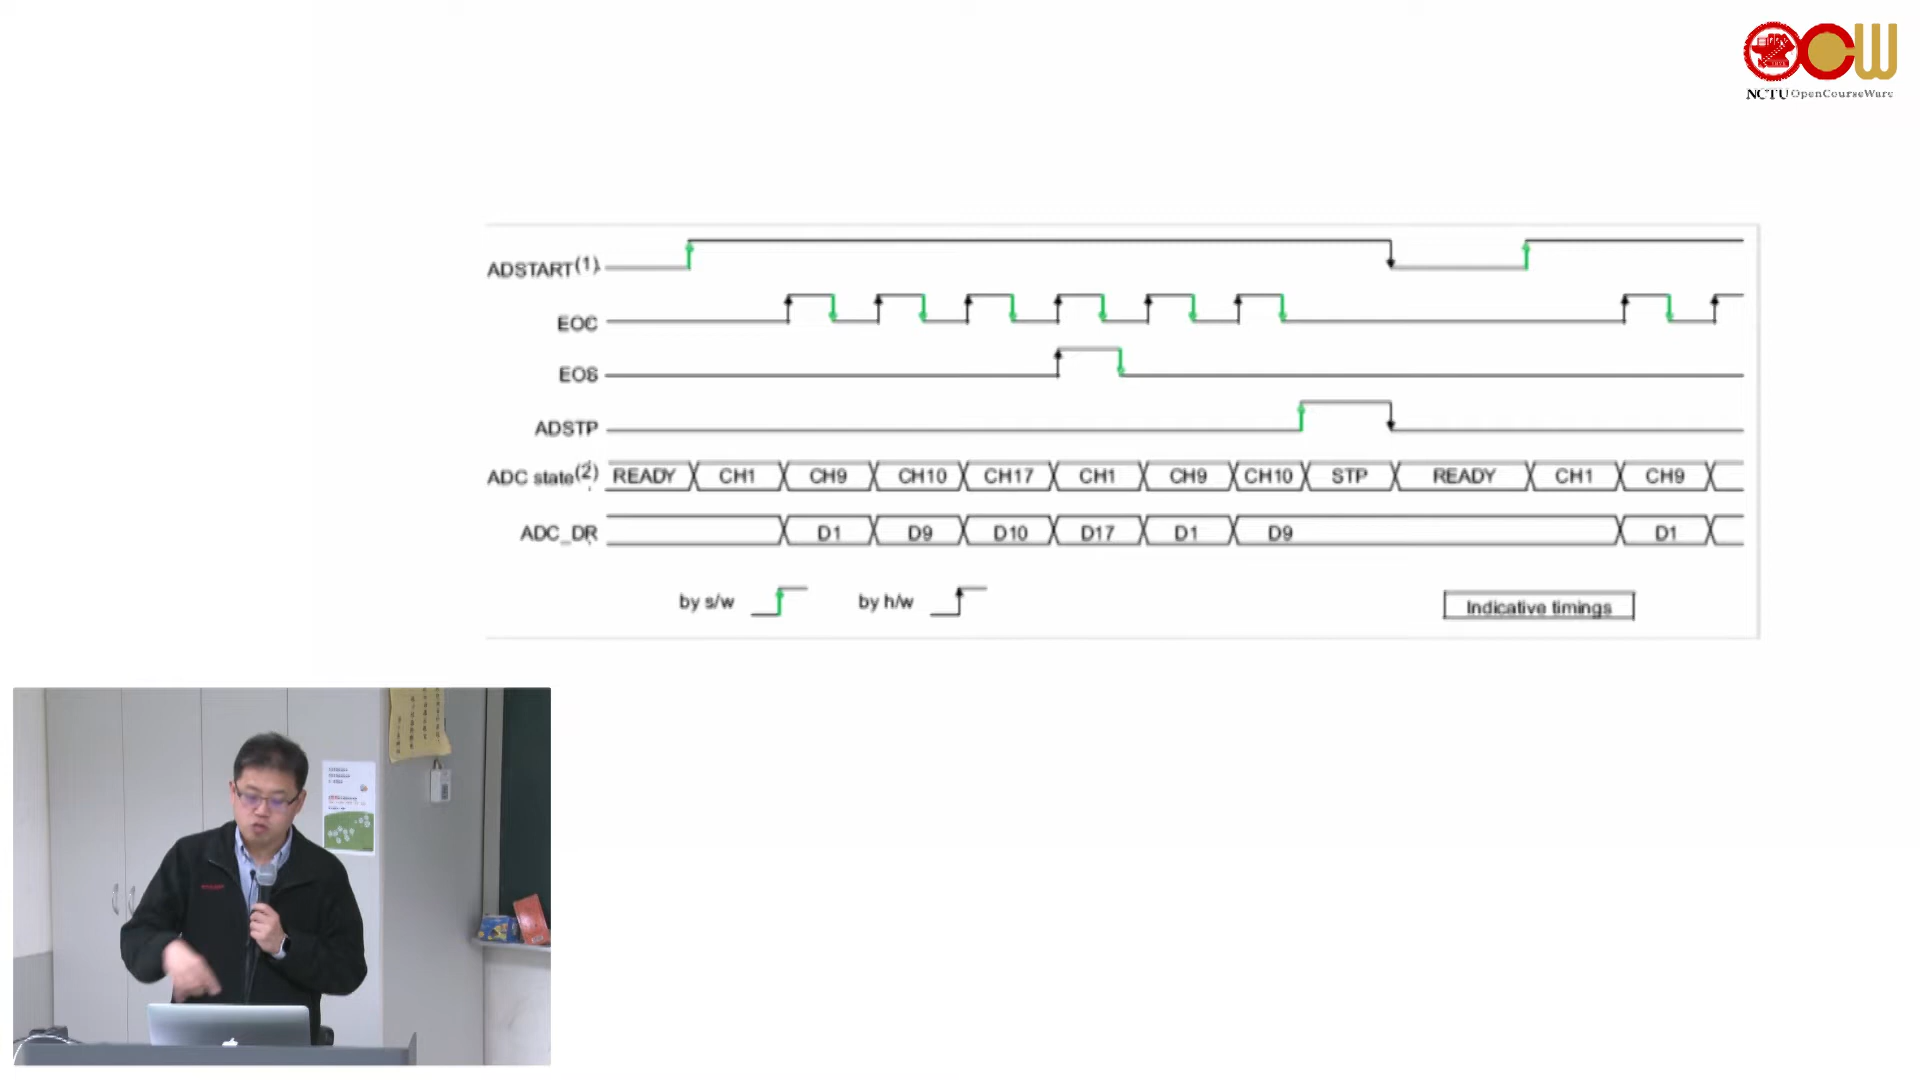 NCTU OpenCourseWare
ADSTART(1)
EOC
EOS
ADSTP
ADC state(2) READY CH1 CH9 CH10 CH17 CH1 CH9 CH10 STP READY CH1 CH9
ADC_DR D1 D9 D10 D17 D1 D9 D1
by s/w by h/w Indicative timings